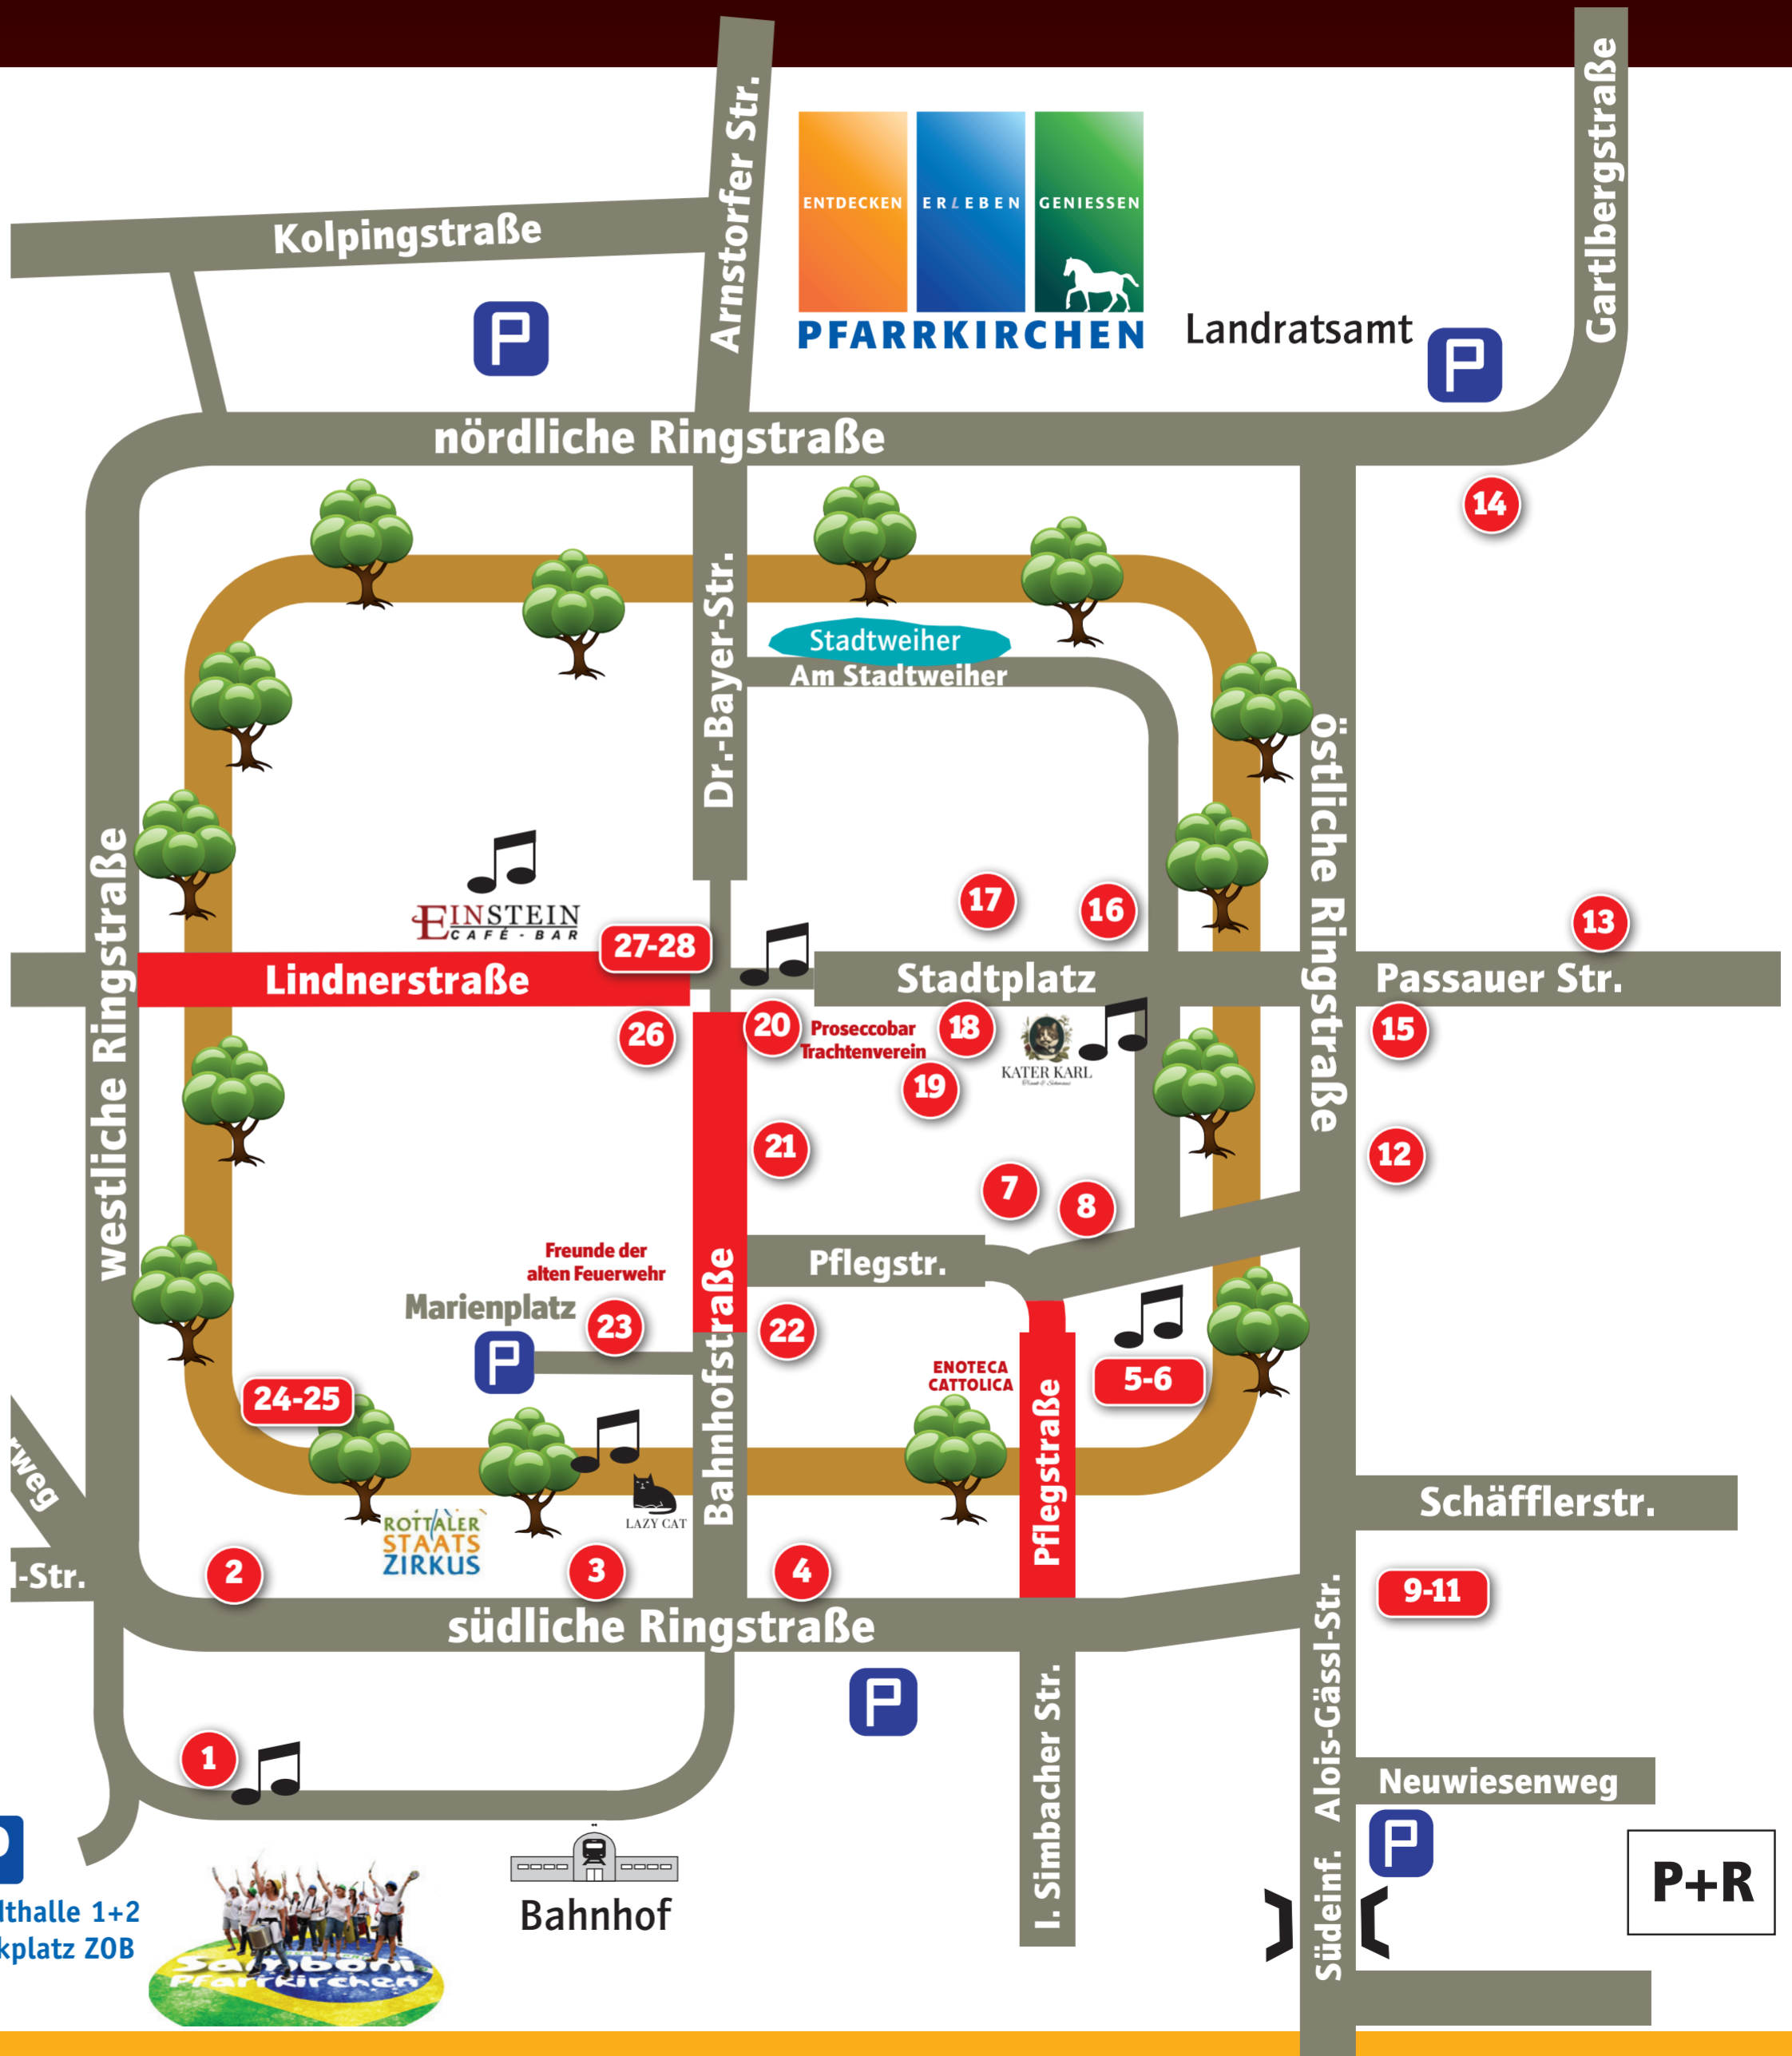 Arnstorfer Str.
Gartlbergstraße
ENTDECKEN
ERLEBEN
GENIESSEN
PFARRKIRCHEN
Kolpingstraße
P
Landratsamt
P
nördliche Ringstraße
14
Dr.-Bayer-Str.
Stadtweiher
Am Stadtweiher
westliche Ringstraße
östliche Ringstraße
EINSTEIN
CAFÉ - BAR
27-28
17
16
13
Lindnerstraße
Stadtplatz
Passauer Str.
26
20
Proseccobar
Trachtenverein
18
19
KATER KARL
15
21
12
7
8
Freunde der
alten Feuerwehr
Marienplatz
23
P
Bahnhofstraße
Pflegstr.
22
ENOTECA
CATTOLICA
5-6
Pflegstraße
24-25
rweg
ROTTALER
STAATS
ZIRKUS
LAZY CAT
Schäfflerstr.
l-Str.
2
3
4
9-11
südliche Ringstraße
P
1
I. Simbacher Str.
Südeinf. Alois-Gässl-Str.
Neuwiesenweg
P
P+R
Bahnhof
dthalle 1+2
kplatz ZOB
Samboni
Pfarrkirchen